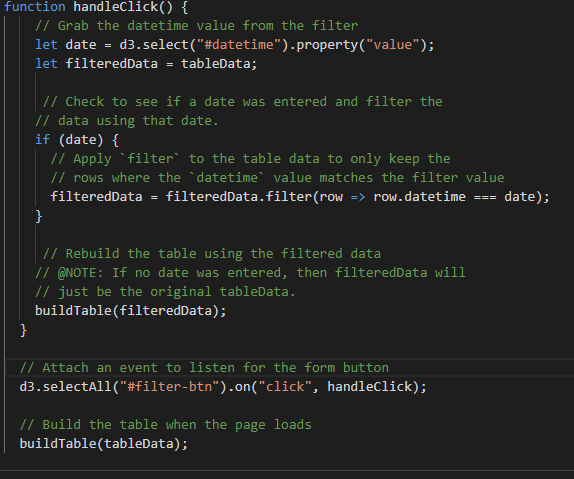 function handleClick() {
// Grab the datetime value from the filter
let date = d3.select("#datetime").property("value");
let filteredData = tableData;
// Check to see if a date was entered and filter the
// data using that date.
if (date) {
// Apply `filter` to the table data to only keep the
// rows where the `datetime` value matches the filter value
filteredData = filteredData.filter(row => row.datetime === date);
}
// Rebuild the table using the filtered data
// @NOTE: If no date was entered, then filteredData will
// just be the original tableData.
buildTable(filteredData);
}
// Attach an event to listen for the form button
d3.selectAll("#filter-btn").on("click", handleClick);
// Build the table when the page loads
buildTable(tableData);